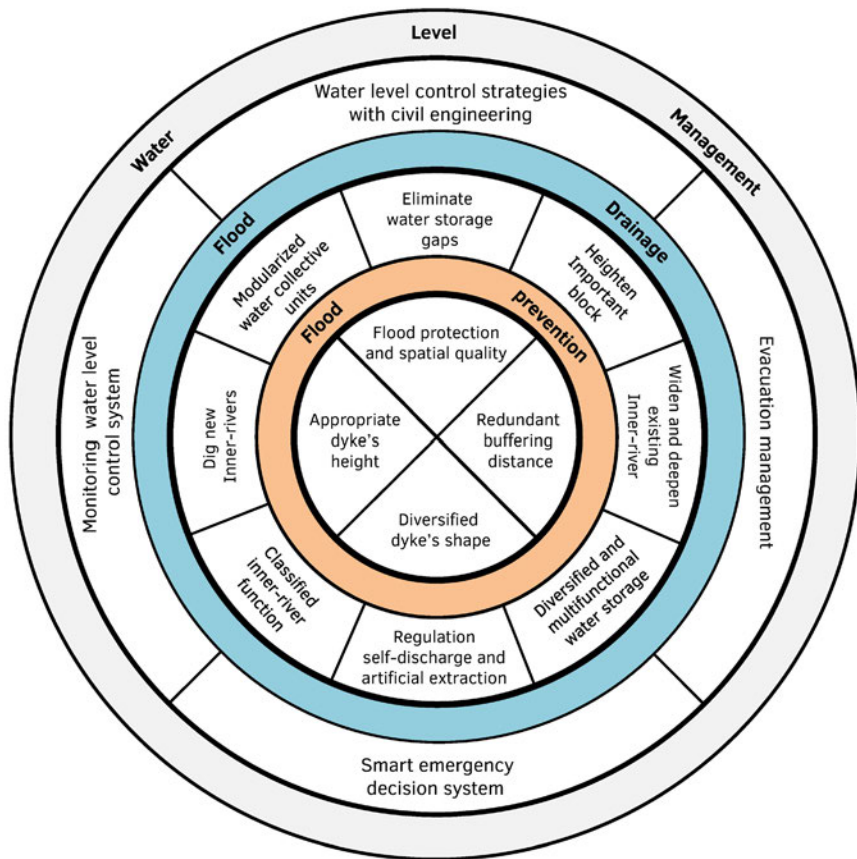 Level
Water
Management
Water level control strategies
with civil engineering
Flood
Drainage
Eliminate
water storage
gaps
Modularized
water collective
units
Heighten
Important
block
Flood
prevention
Flood protection
and spatial quality
Monitoring water level
control system
Dig new
Inner-rivers
Appropriate
dyke's
height
Redundant
buffering
distance
Widen and deepen
existing
Inner-river
Evacuation management
Diversified
dyke's shape
Classified
inner-river
function
Regulation
self-discharge and
artificial extraction
Diversified and
multifunctional
water storage
Smart emergency
decision system